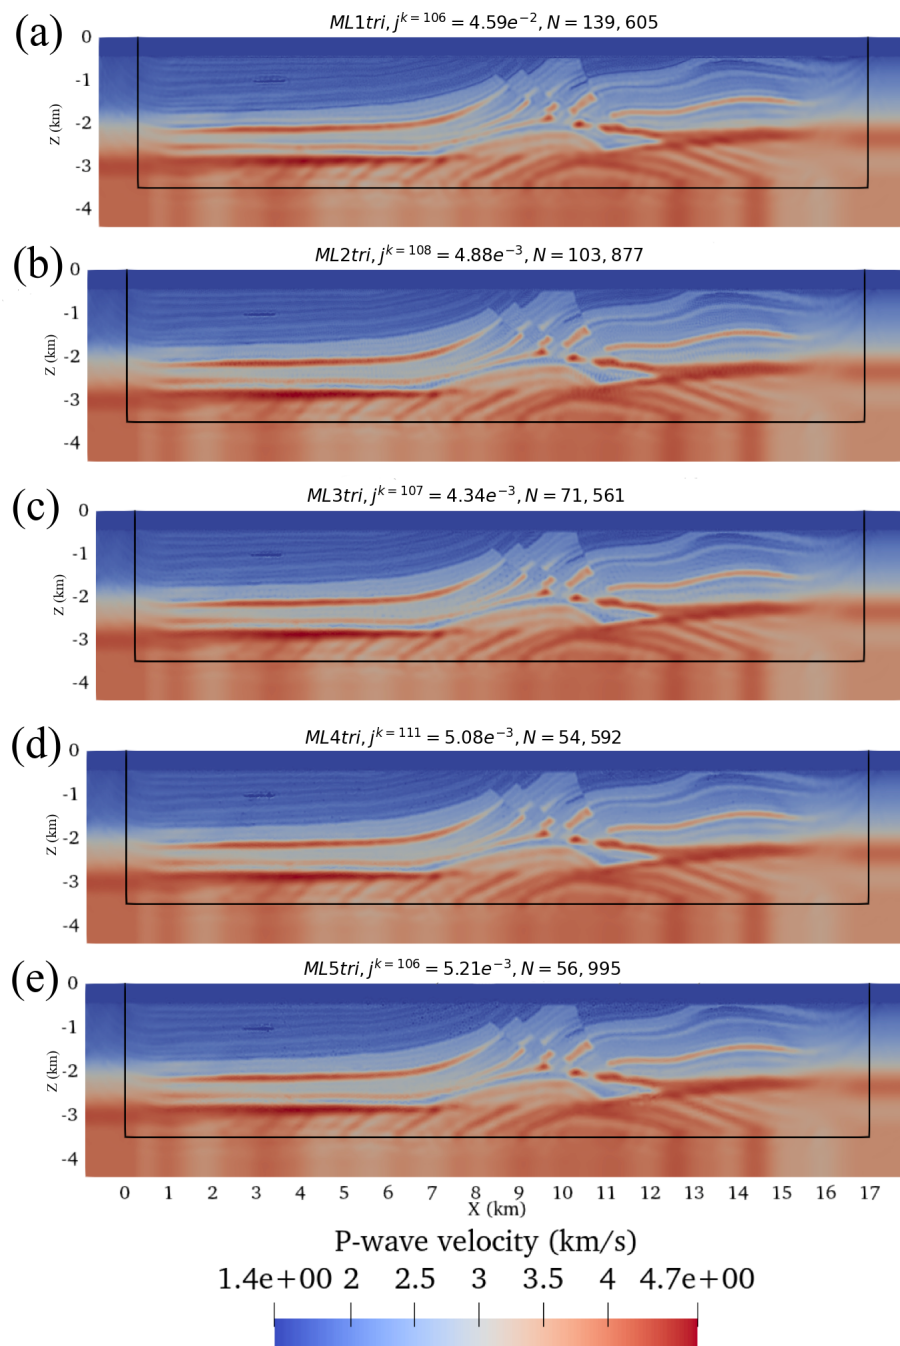 (a)
ML1tri, j^{k=106} = 4.59e^{-2}, N = 139,605
0
-1
-2
-3
-4
Z (km)
(b)
ML2tri, j^{k=108} = 4.88e^{-3}, N = 103,877
0
-1
-2
-3
-4
Z (km)
(c)
ML3tri, j^{k=107} = 4.34e^{-3}, N = 71,561
0
-1
-2
-3
-4
Z (km)
(d)
ML4tri, j^{k=111} = 5.08e^{-3}, N = 54,592
0
-1
-2
-3
-4
Z (km)
(e)
ML5tri, j^{k=106} = 5.21e^{-3}, N = 56,995
0
-1
-2
-3
-4
Z (km)
0 1 2 3 4 5 6 7 8 9 10 11 12 13 14 15 16 17
X (km)
P-wave velocity (km/s)
1.4e+00 2 2.5 3 3.5 4 4.7e+00